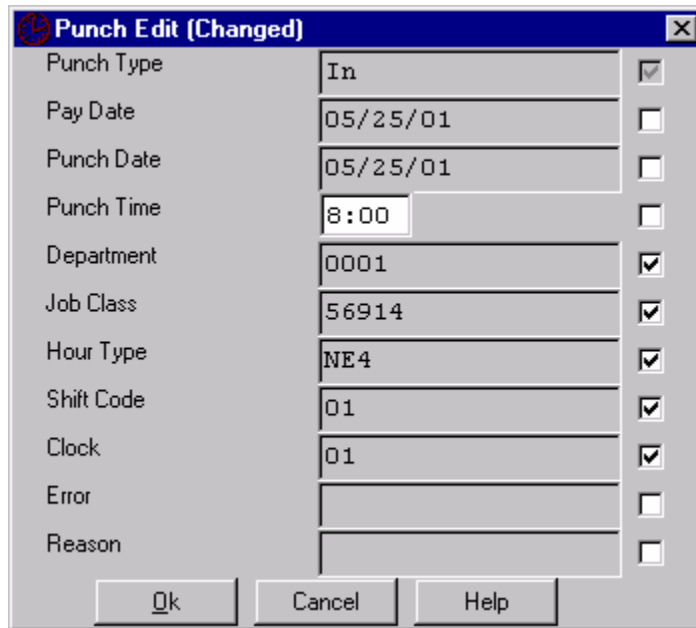 Punch Edit (Changed)
Punch Type In
Pay Date 05/25/01
Punch Date 05/25/01
Punch Time 8:00
Department 0001
Job Class 56914
Hour Type NE4
Shift Code 01
Clock 01
Error
Reason
Ok Cancel Help